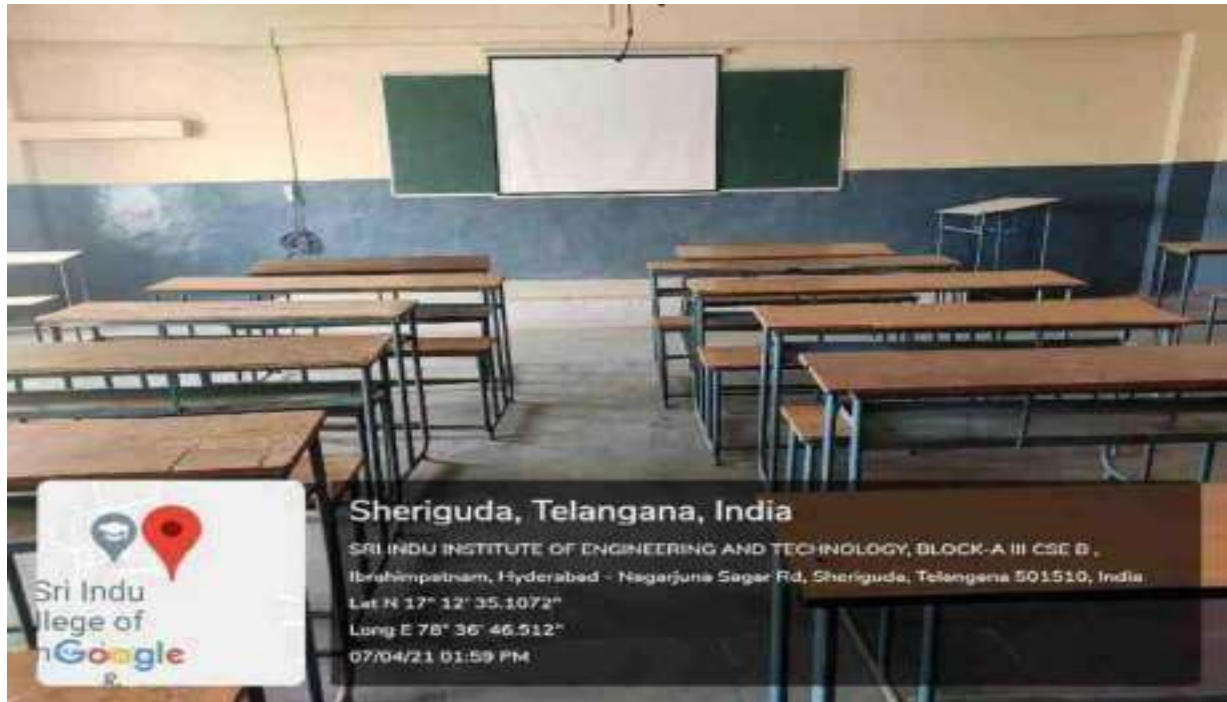 Sheriguda, Telangana, India
SRI INDU INSTITUTE OF ENGINEERING AND TECHNOLOGY, BLOCK-A III CSE B ,
Ibrahimpatnam, Hyderabad - Nagarjuna Sagar Rd, Sheriguda, Telangana 501510, India
Lat N 17° 12' 35.1072"
Long E 78° 36' 46.512"
07/04/21 01:59 PM
Sri Indu
llege of
Google
&